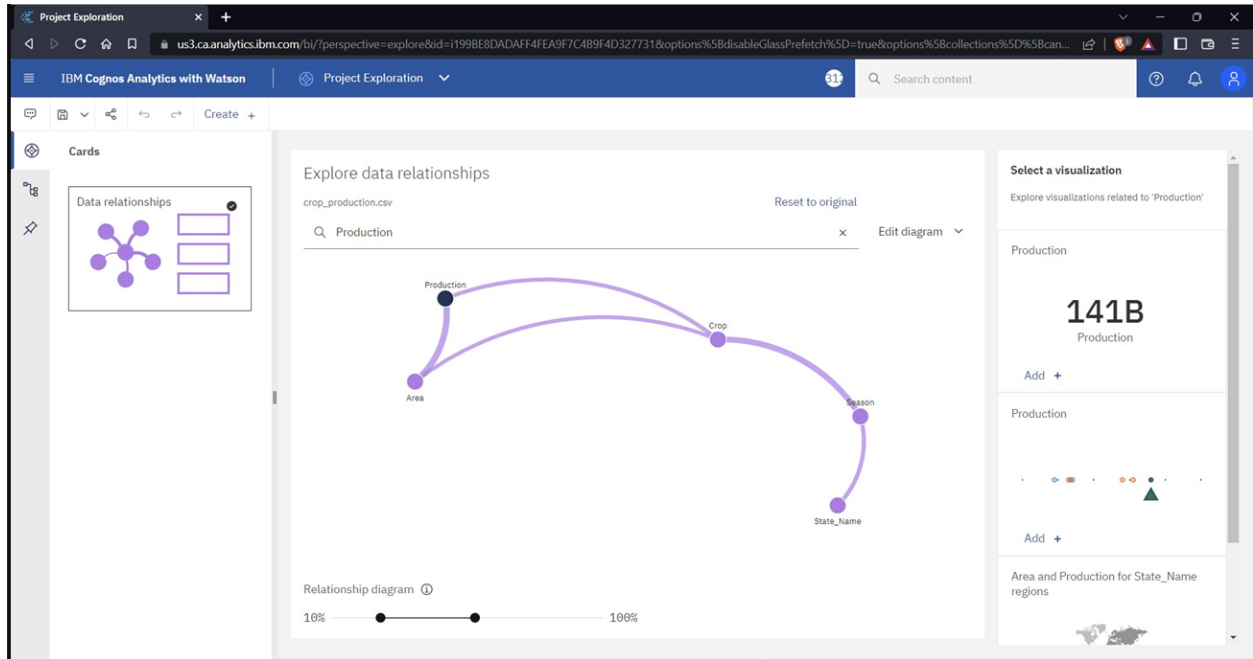 Project Exploration
us3.ca.analytics.ibm.com/bi/?perspective=explore&id=i199BE8DADAFF4FEA9F7C4B9F4D327731&options%5BdisableGlassPrefetch%5D=true&options%5Bcollections%5D%5Bcan...
IBM Cognos Analytics with Watson
Project Exploration
Search content
Create +
Cards
Data relationships
Explore data relationships
crop_production.csv
Reset to original
Production
Edit diagram
Production
Crop
Area
Season
State_Name
Relationship diagram
10%
100%
Select a visualization
Explore visualizations related to 'Production'
Production
141B
Production
Add +
Production
Add +
Area and Production for State_Name
regions